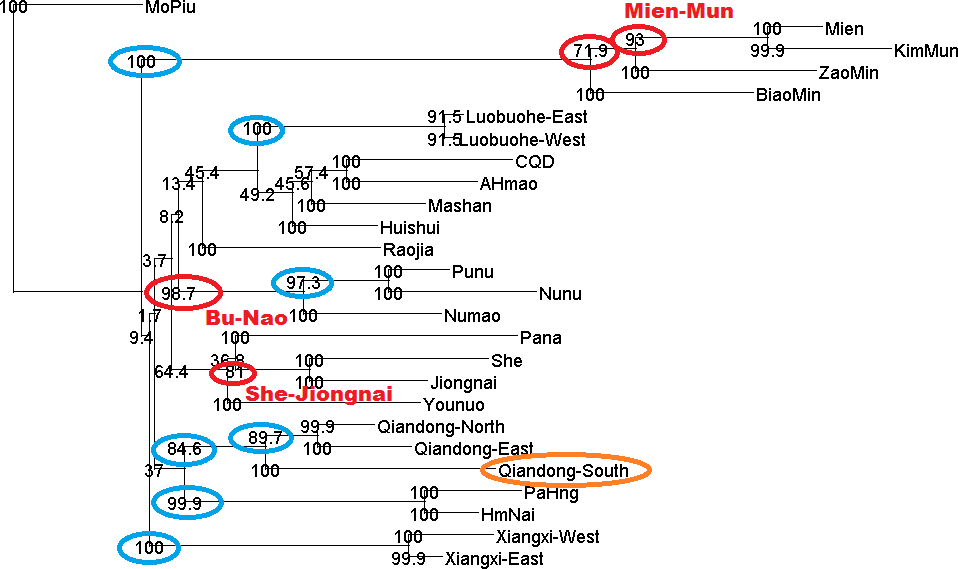 100 MoPiu
Mien-Mun
100 Mien
93
71.9 99.9 KimMun
100
100 ZaoMin
100 BiaoMin
91.5 Luobuohe-East
100
91.5 Luobuohe-West
100 CQD
45.4 57.4
13.4 45.6 100 AHmao
49.2
100 Mashan
8.2
100 Huishui
100 Raojia
3.7
100 Punu
97.3
98.7 100 Nunu
Bu-Nao 100 Numao
1.7
9.4 100 Pana
36.8 100 She
64.4 81
100 Jiongnai
She-Jiongnai
100 Younuo
99.9 Qiandong-North
89.7
84.6 100 Qiandong-East
37 100 Qiandong-South
100 PaHng
99.9
100 HmNai
100 Xiangxi-West
100
99.9 Xiangxi-East